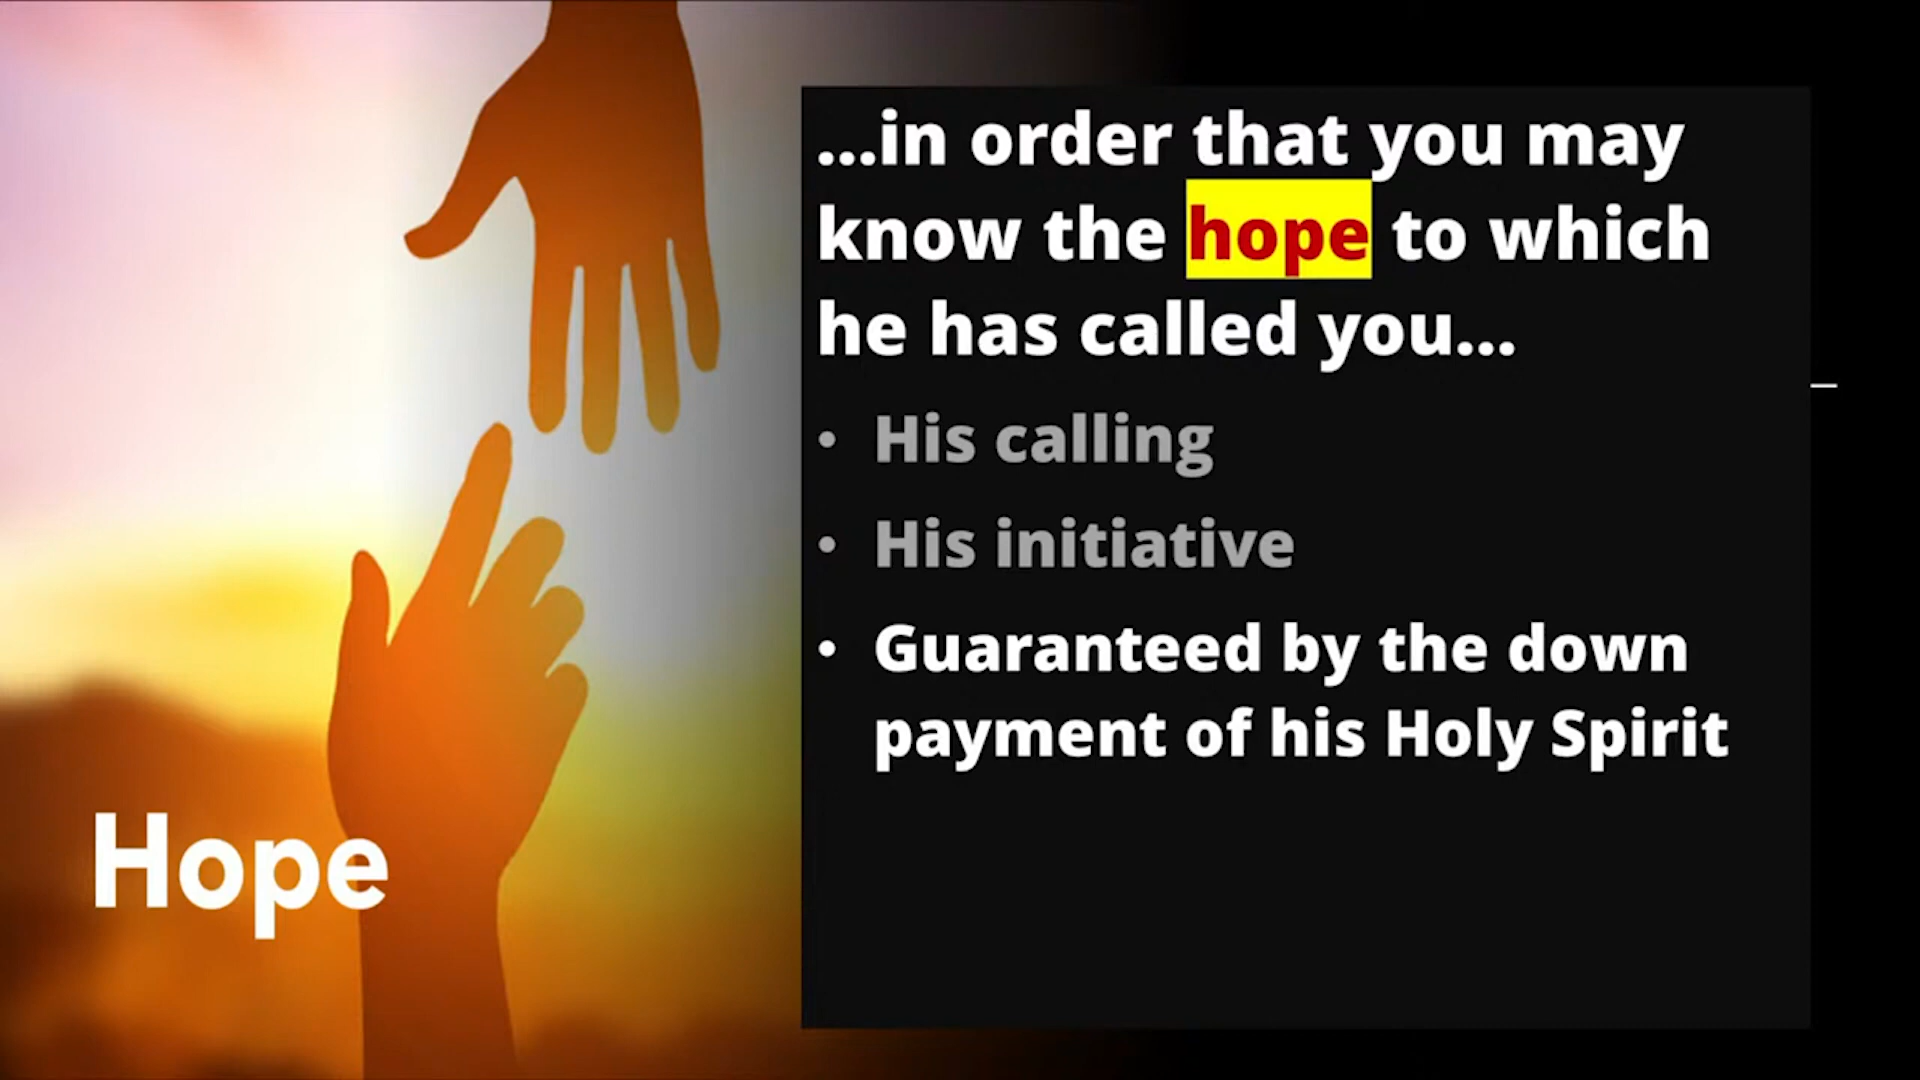 ...in order that you may
know the hope to which
he has called you...
• His calling
• His initiative
• Guaranteed by the down
payment of his Holy Spirit
Hope